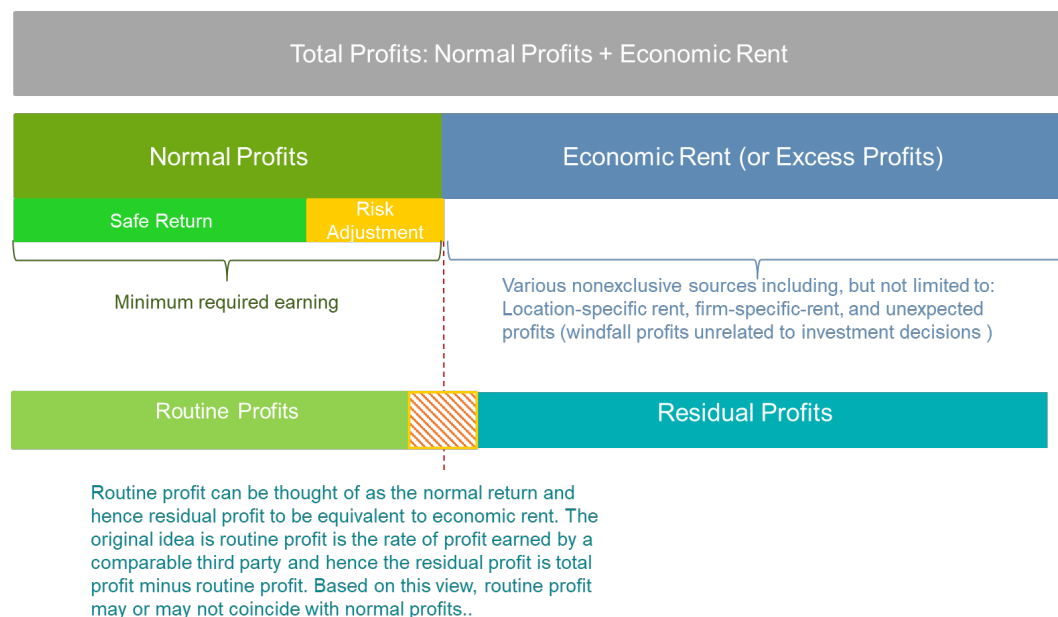 Total Profits: Normal Profits + Economic Rent
Normal Profits
Economic Rent (or Excess Profits)
Safe Return
Risk
Adjustment
Minimum required earning
Various nonexclusive sources including, but not limited to:
Location-specific rent, firm-specific-rent, and unexpected
profits (windfall profits unrelated to investment decisions )
Routine Profits
Residual Profits
Routine profit can be thought of as the normal return and
hence residual profit to be equivalent to economic rent. The
original idea is routine profit is the rate of profit earned by a
comparable third party and hence the residual profit is total
profit minus routine profit. Based on this view, routine profit
may or may not coincide with normal profits..